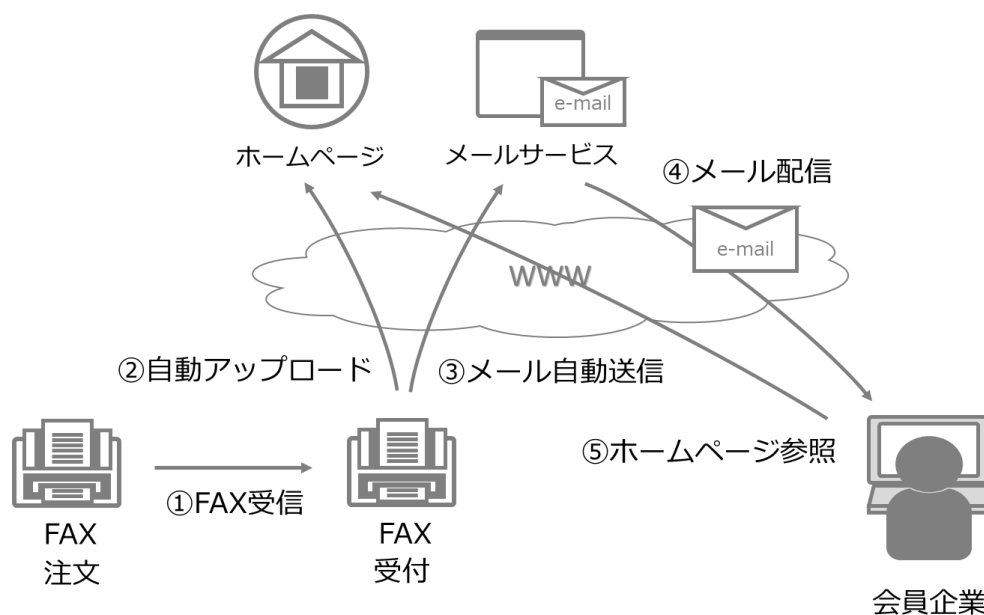 e-mail
ホームページ
メールサービス
④メール配信
e-mail
WWW
②自動アップロード
③メール自動送信
⑤ホームページ参照
①FAX受信
FAX
注文
FAX
受付
会員企業